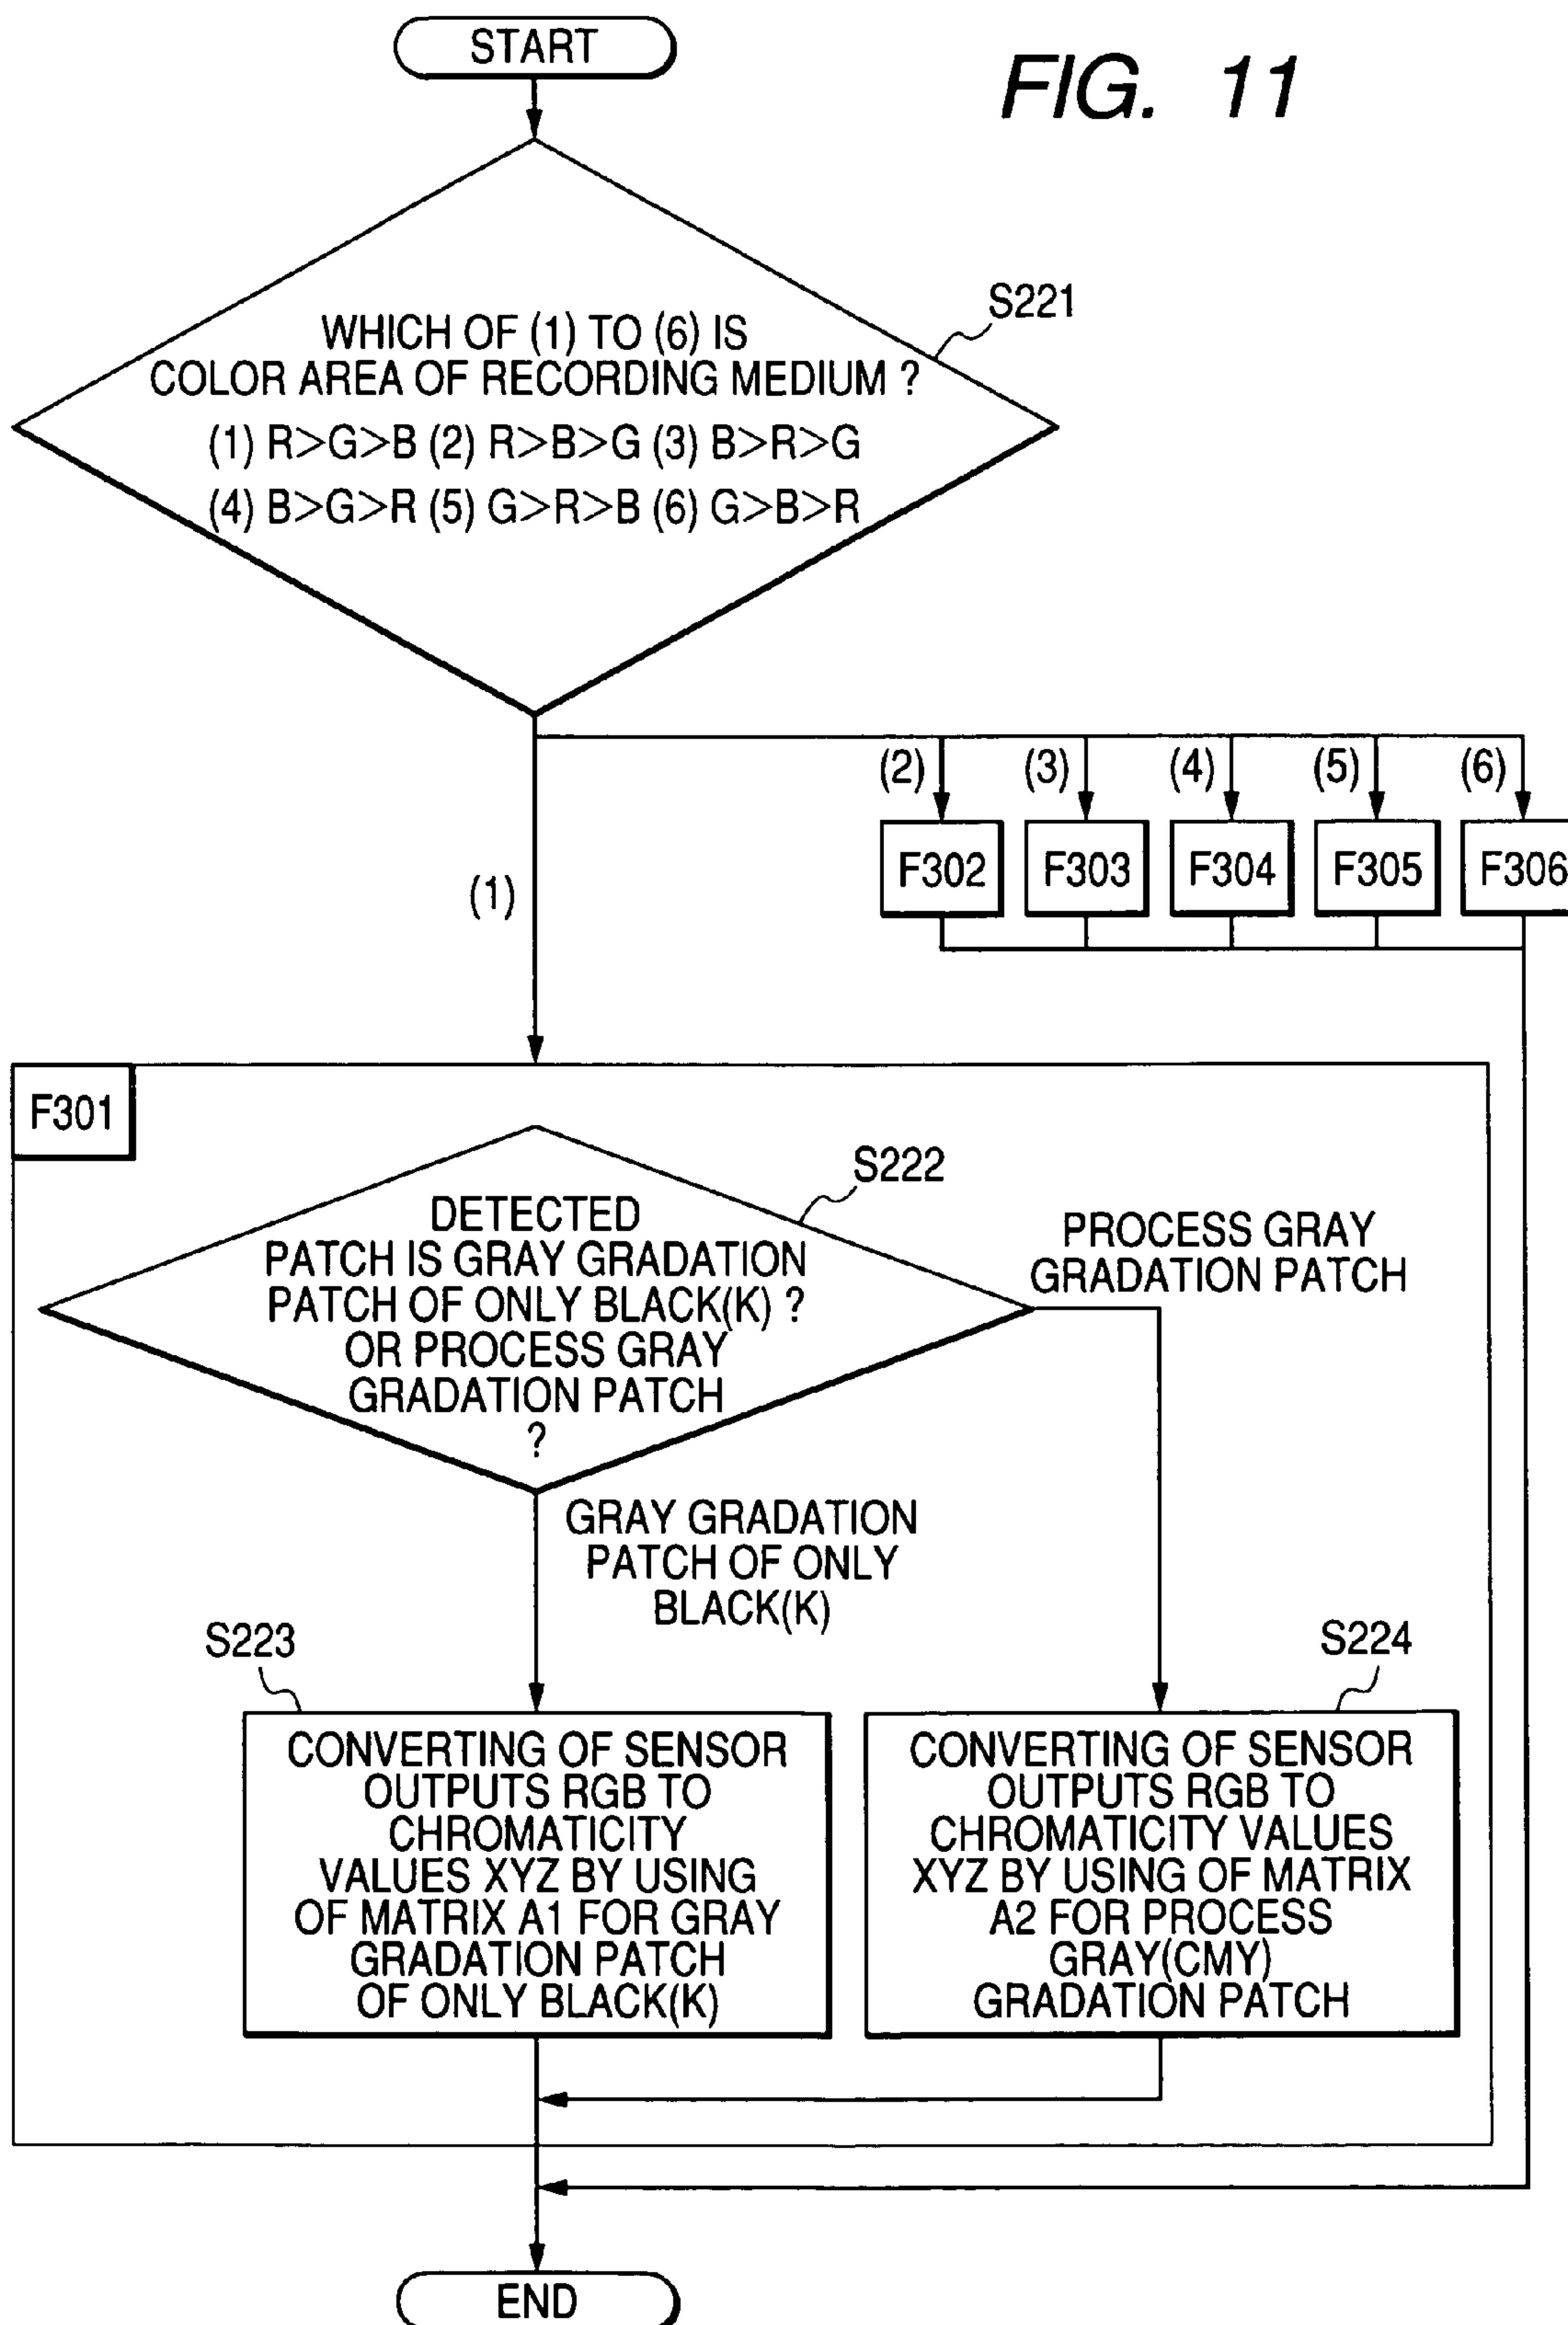 START
FIG. 11
S221
WHICH OF (1) TO (6) IS
COLOR AREA OF RECORDING MEDIUM ?
(1) R>G>B (2) R>B>G (3) B>R>G
(4) B>G>R (5) G>R>B (6) G>B>R
(2) (3) (4) (5) (6)
F302 F303 F304 F305 F306
(1)
F301
S222
DETECTED
PATCH IS GRAY GRADATION
PATCH OF ONLY BLACK(K) ?
OR PROCESS GRAY
GRADATION PATCH
?
PROCESS GRAY
GRADATION PATCH
GRAY GRADATION
PATCH OF ONLY
BLACK(K)
S223
CONVERTING OF SENSOR
OUTPUTS RGB TO
CHROMATICITY
VALUES XYZ BY USING
OF MATRIX A1 FOR GRAY
GRADATION PATCH
OF ONLY BLACK(K)
S224
CONVERTING OF SENSOR
OUTPUTS RGB TO
CHROMATICITY VALUES
XYZ BY USING OF MATRIX
A2 FOR PROCESS
GRAY(CMY)
GRADATION PATCH
END